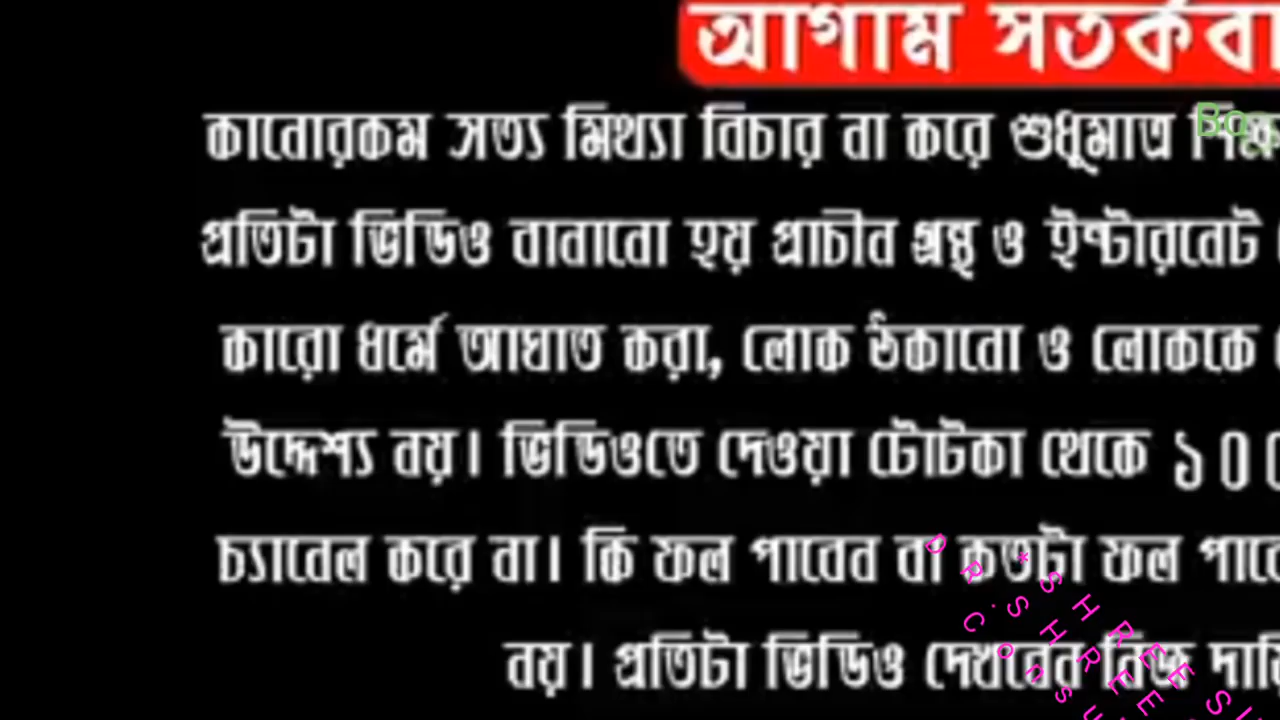 আগাম সতর্কবা
কোনোরকম সত্য মিথ্যা বিচার না করে শুধুমাত্র
প্রতিটা ভিডিও বানানো হয় প্রাচীন গ্রন্থ ও ইন্টারনেট
কারো ধর্মে আঘাত করা, লোক ঠকানো ও লোককে
উদ্দেশ্য নয়। ভিডিওতে দেওয়া টোটকা থেকে ১০০
চ্যানেল করে না। কি ফল পাবেন বা কতটা ফল পাবে
নয়। প্রতিটা ভিডিও দেখবেন নিজ